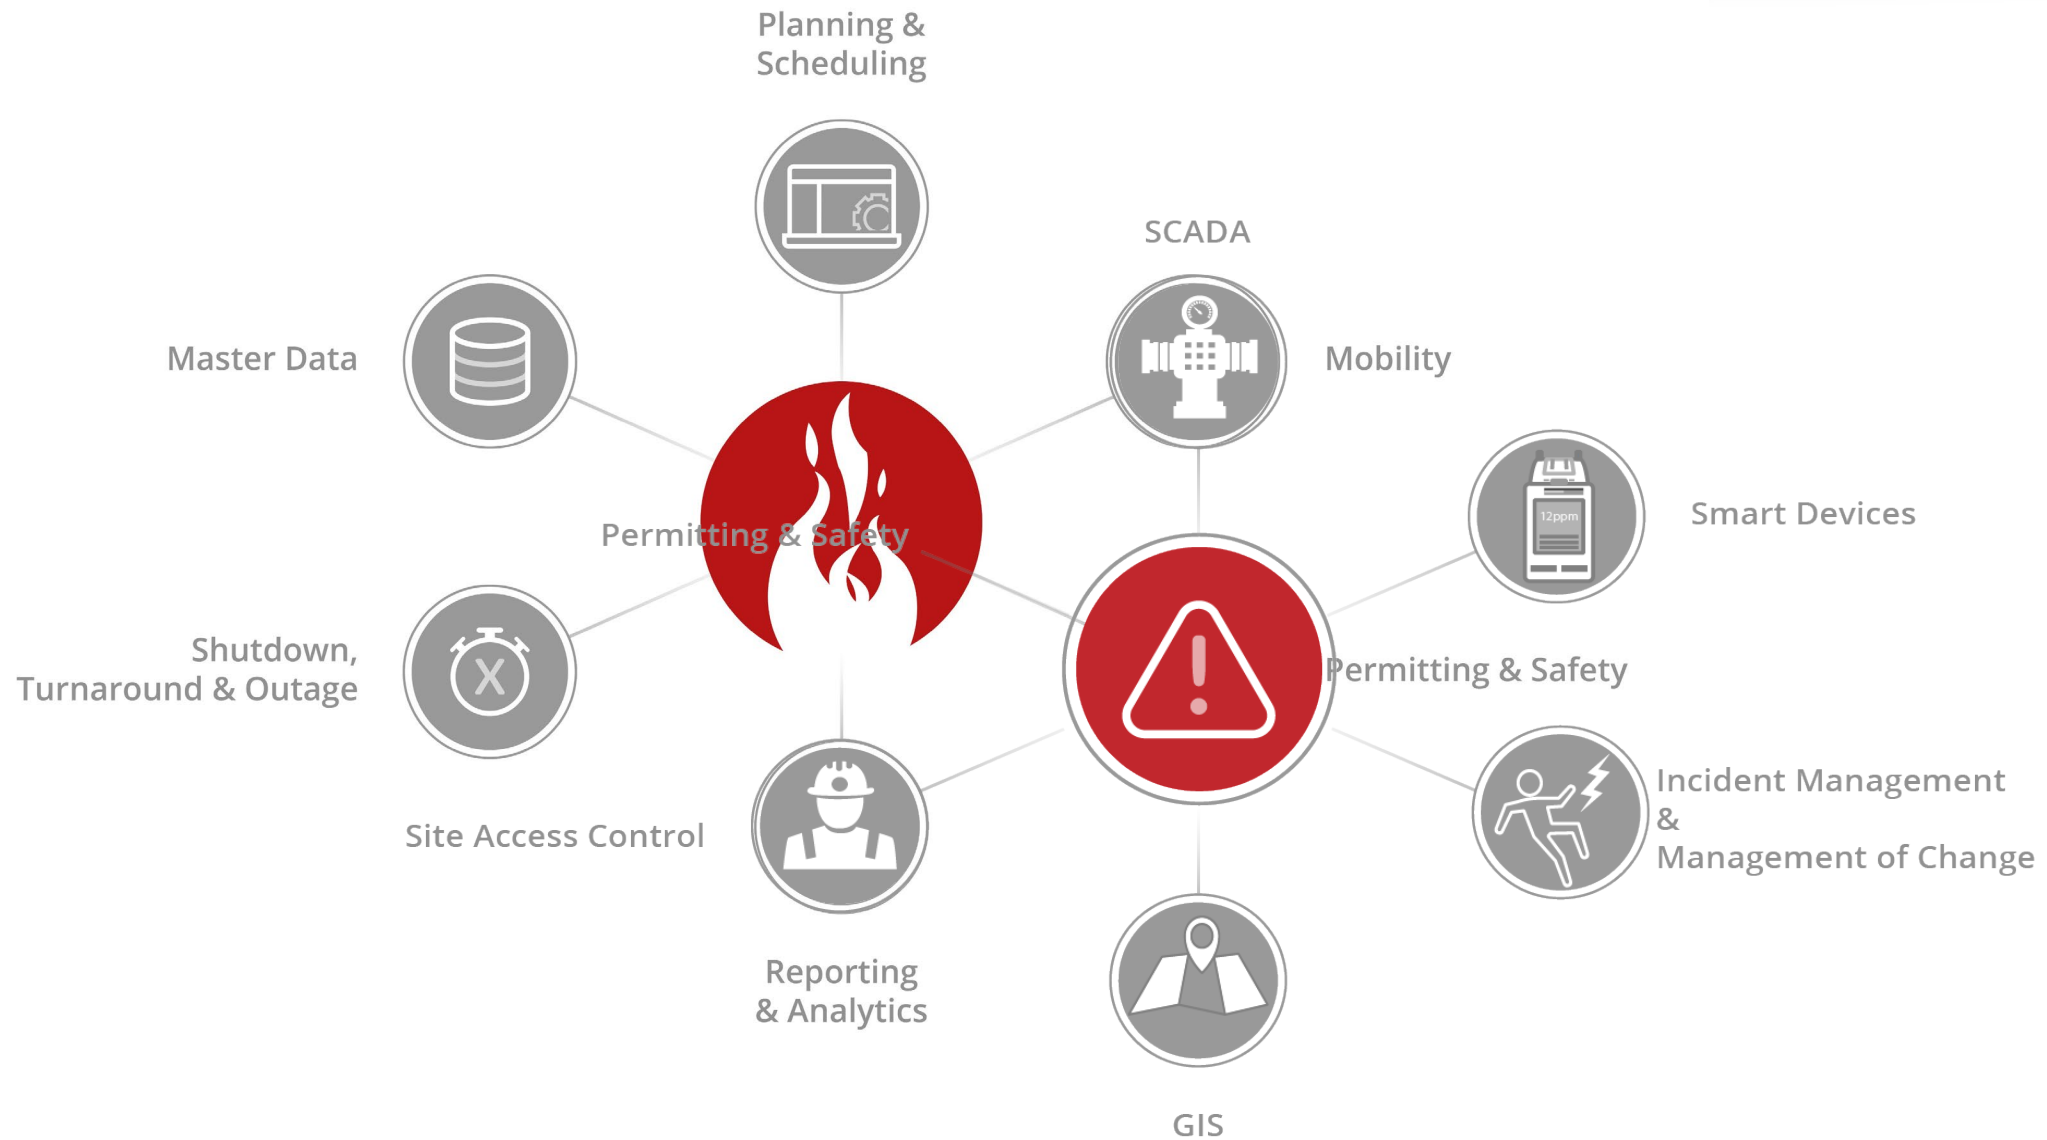 Planning &
Scheduling
SCADA
Master Data
Mobility
12ppm
Smart Devices
Permitting & Safety
Shutdown,
Turnaround & Outage
Permitting & Safety
X
Incident Management
&
Management of Change
Site Access Control
Reporting
& Analytics
GIS